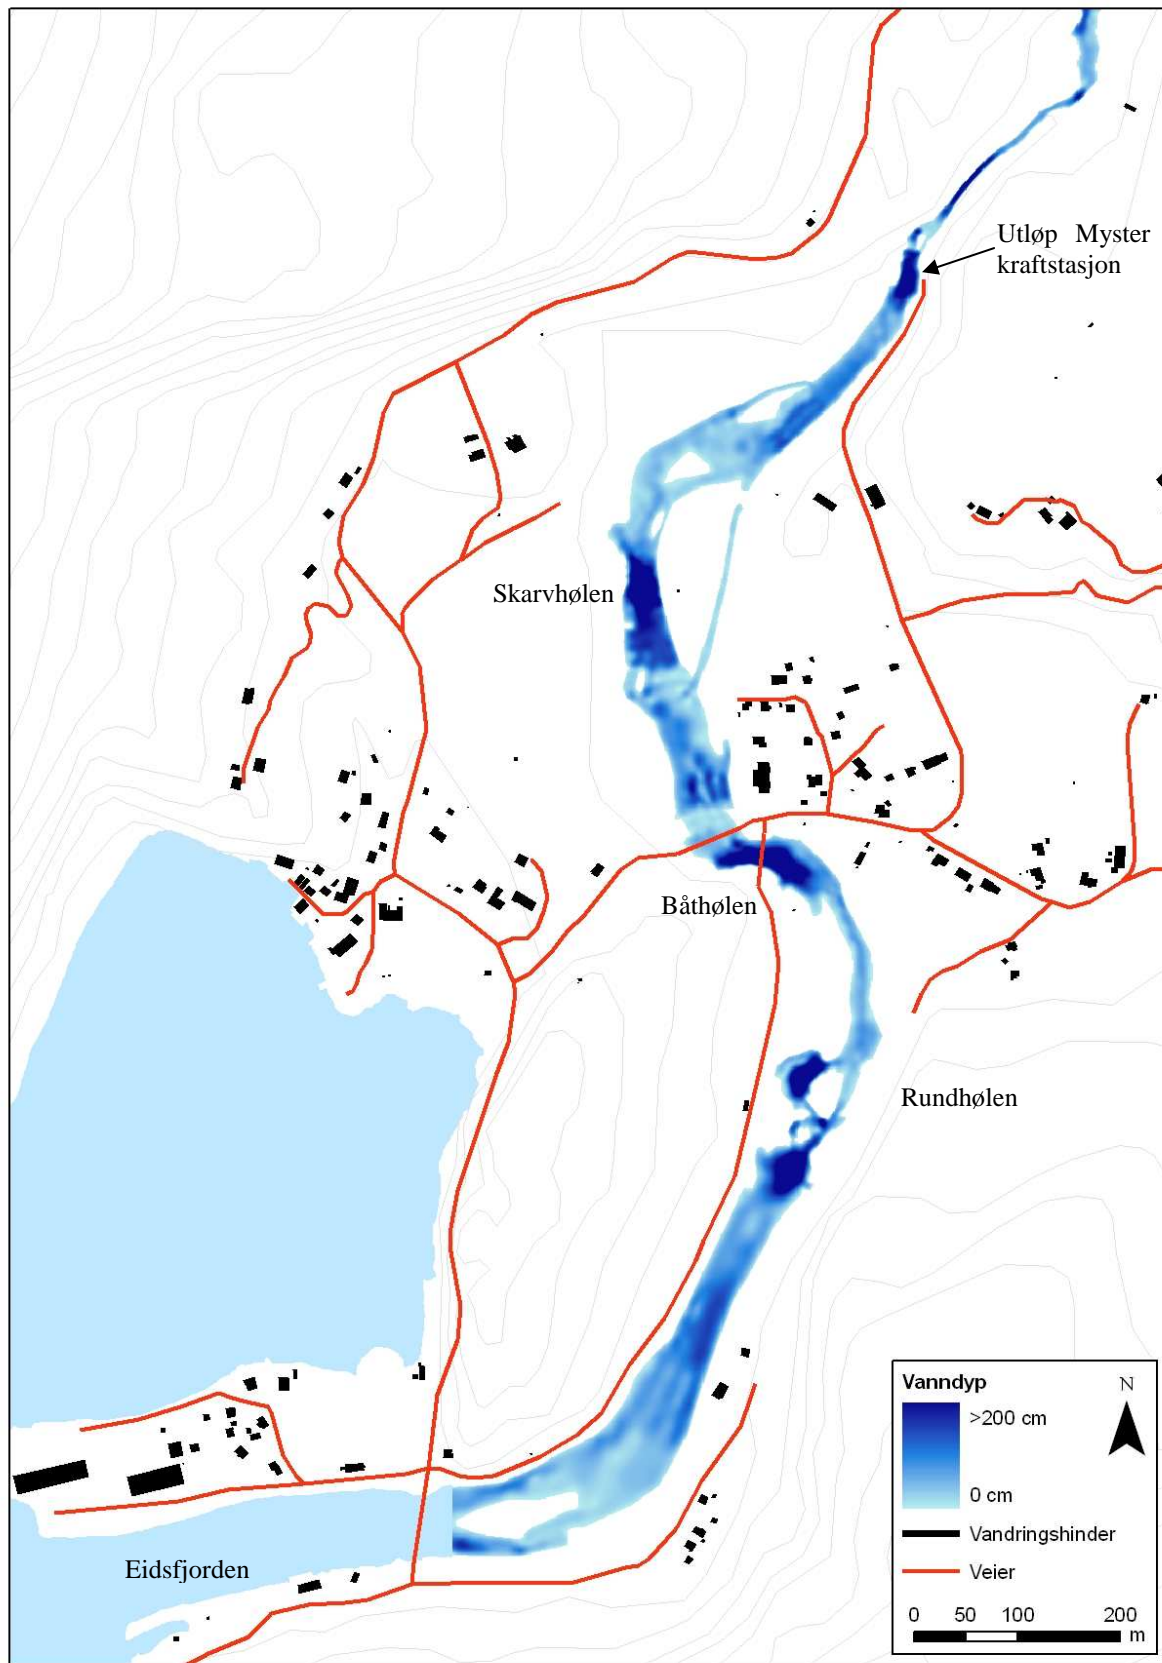 Utløp Myster
kraftstasjon
Skarvhølen
Båthølen
Rundhølen
Eidsfjorden
Vanndyp
N
>200 cm
0 cm
Vandringshinder
Veier
0 50 100 200
m